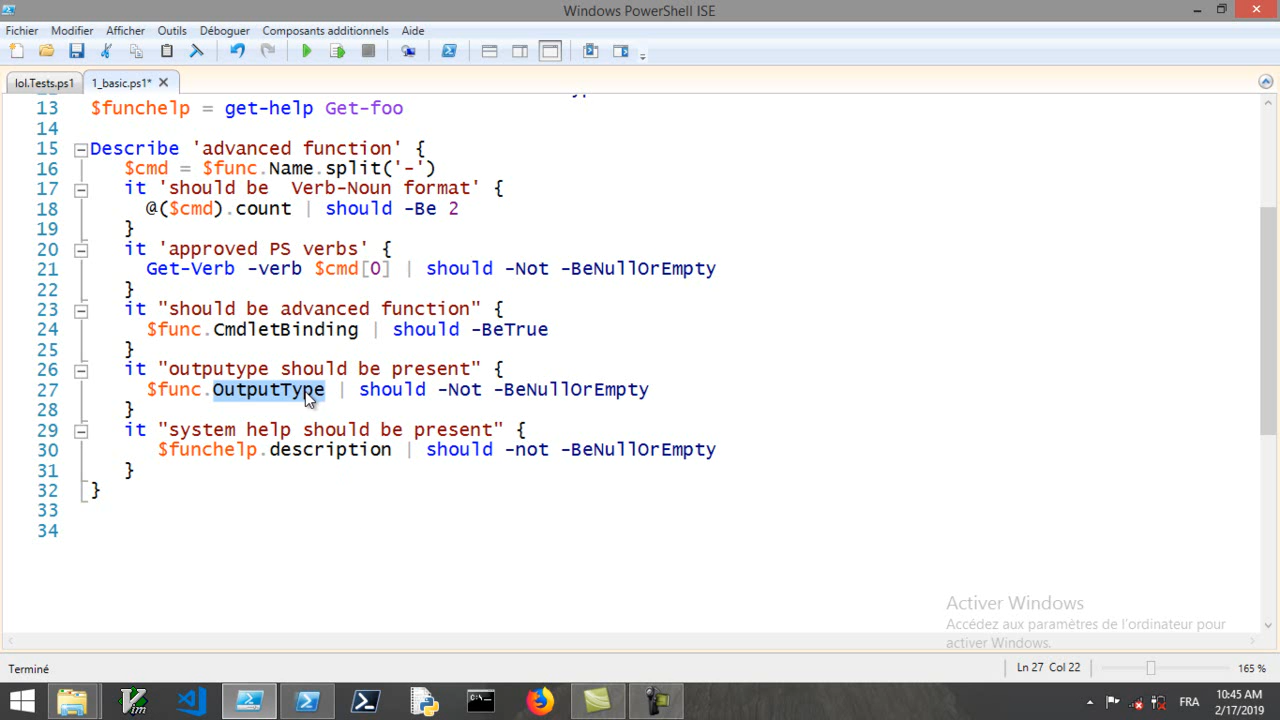 Windows PowerShell ISE
Fichier Modifier Afficher Outils Déboguer Composants additionnels Aide
lol.Tests.ps1 1_basic.ps1*
13 $funchelp = get-help Get-foo
14
15 Describe 'advanced function' {
16 $cmd = $func.Name.split('-')
17 it 'should be  Verb-Noun format' {
18 @($cmd).count | should -Be 2
19 }
20 it 'approved PS verbs' {
21 Get-Verb -verb $cmd[0] | should -Not -BeNullOrEmpty
22 }
23 it "should be advanced function" {
24 $func.CmdletBinding | should -BeTrue
25 }
26 it "outputype should be present" {
27 $func.OutputType | should -Not -BeNullOrEmpty
28 }
29 it "system help should be present" {
30 $funchelp.description | should -not -BeNullOrEmpty
31 }
32 }
33
34
Activer Windows
Accédez aux paramètres de l'ordinateur pour
activer Windows.
Terminé Ln 27 Col 22 165 %
FRA 10:45 AM
2/17/2019